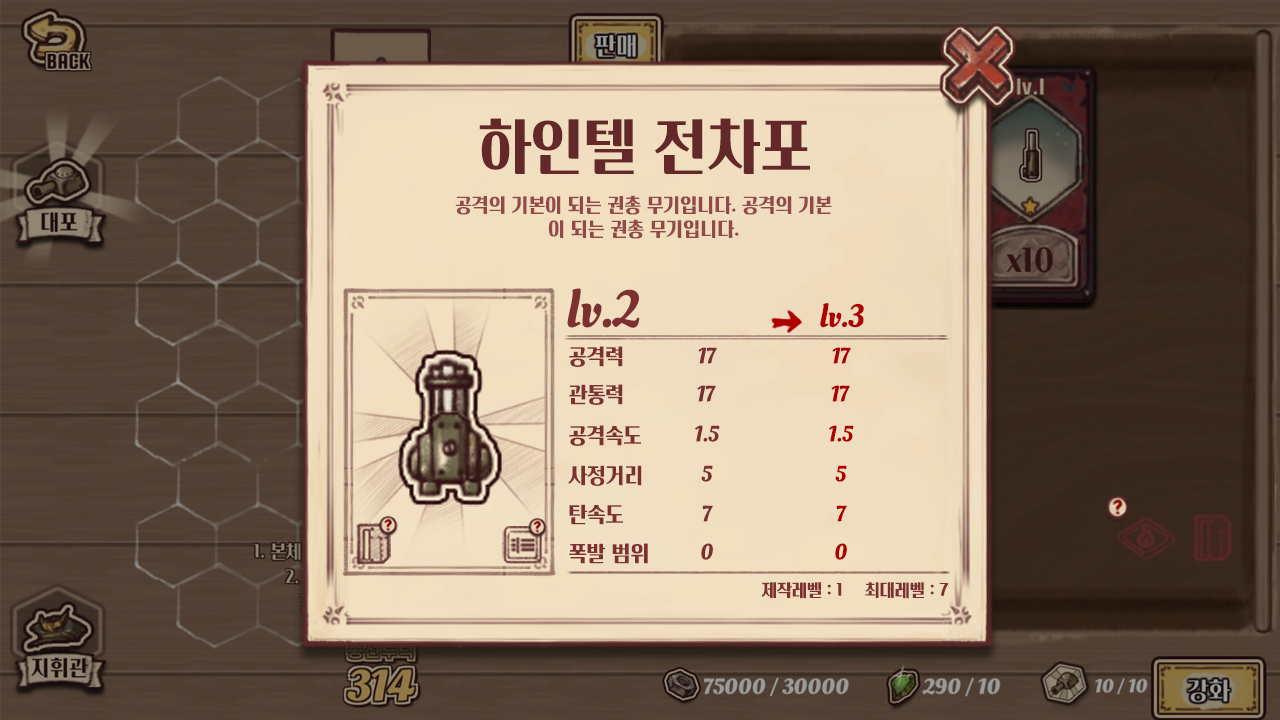 BACK
판매
lv.1
하인텔 전차포
공격의 기본이 되는 권총 무기입니다. 공격의 기본
이 되는 권총 무기입니다.
대포
x10
lv.2 lv.3
공격력 17 17
관통력 17 17
공격속도 1.5 1.5
사정거리 5 5
탄속도 7 7
폭발 범위 0 0
?
?
?
제작레벨 : 1 최대레벨 : 7
1. 본체
2.
지휘관
314
75000 / 30000
290 / 10
10 / 10
강화